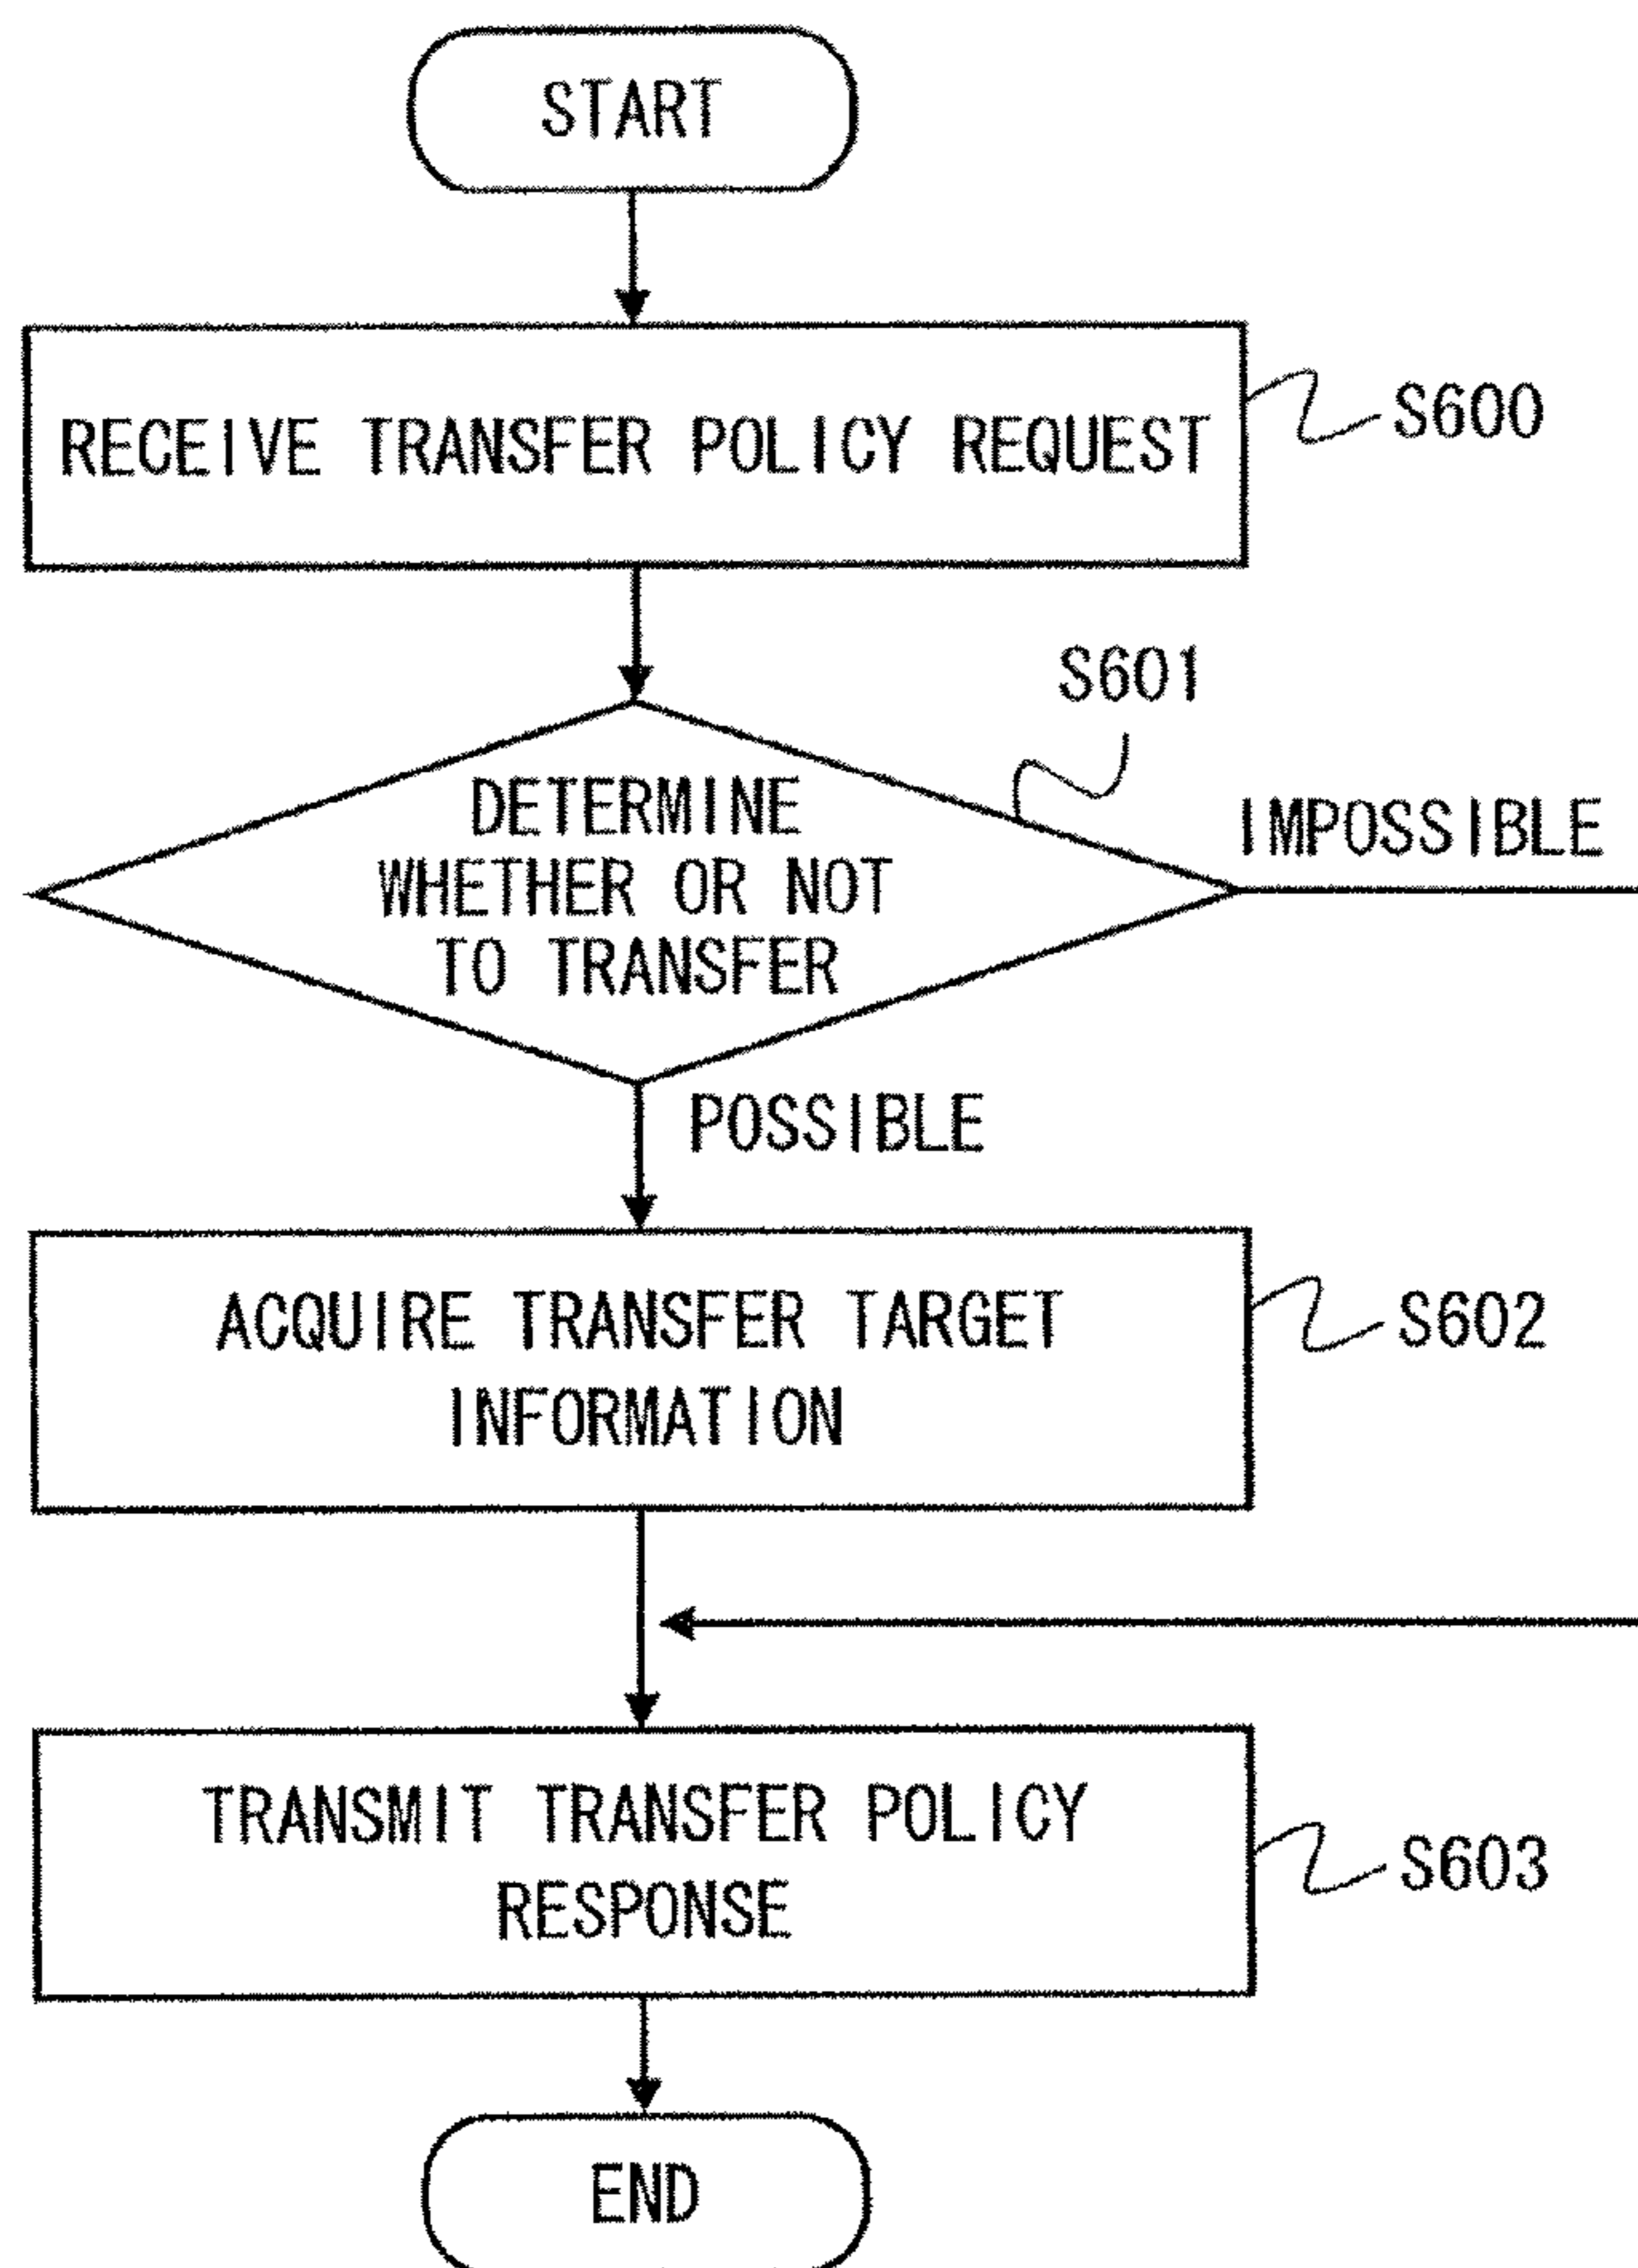 START
RECEIVE TRANSFER POLICY REQUEST
S600
S601
DETERMINE
WHETHER OR NOT
TO TRANSFER
IMPOSSIBLE
POSSIBLE
ACQUIRE TRANSFER TARGET
INFORMATION
S602
TRANSMIT TRANSFER POLICY
RESPONSE
S603
END